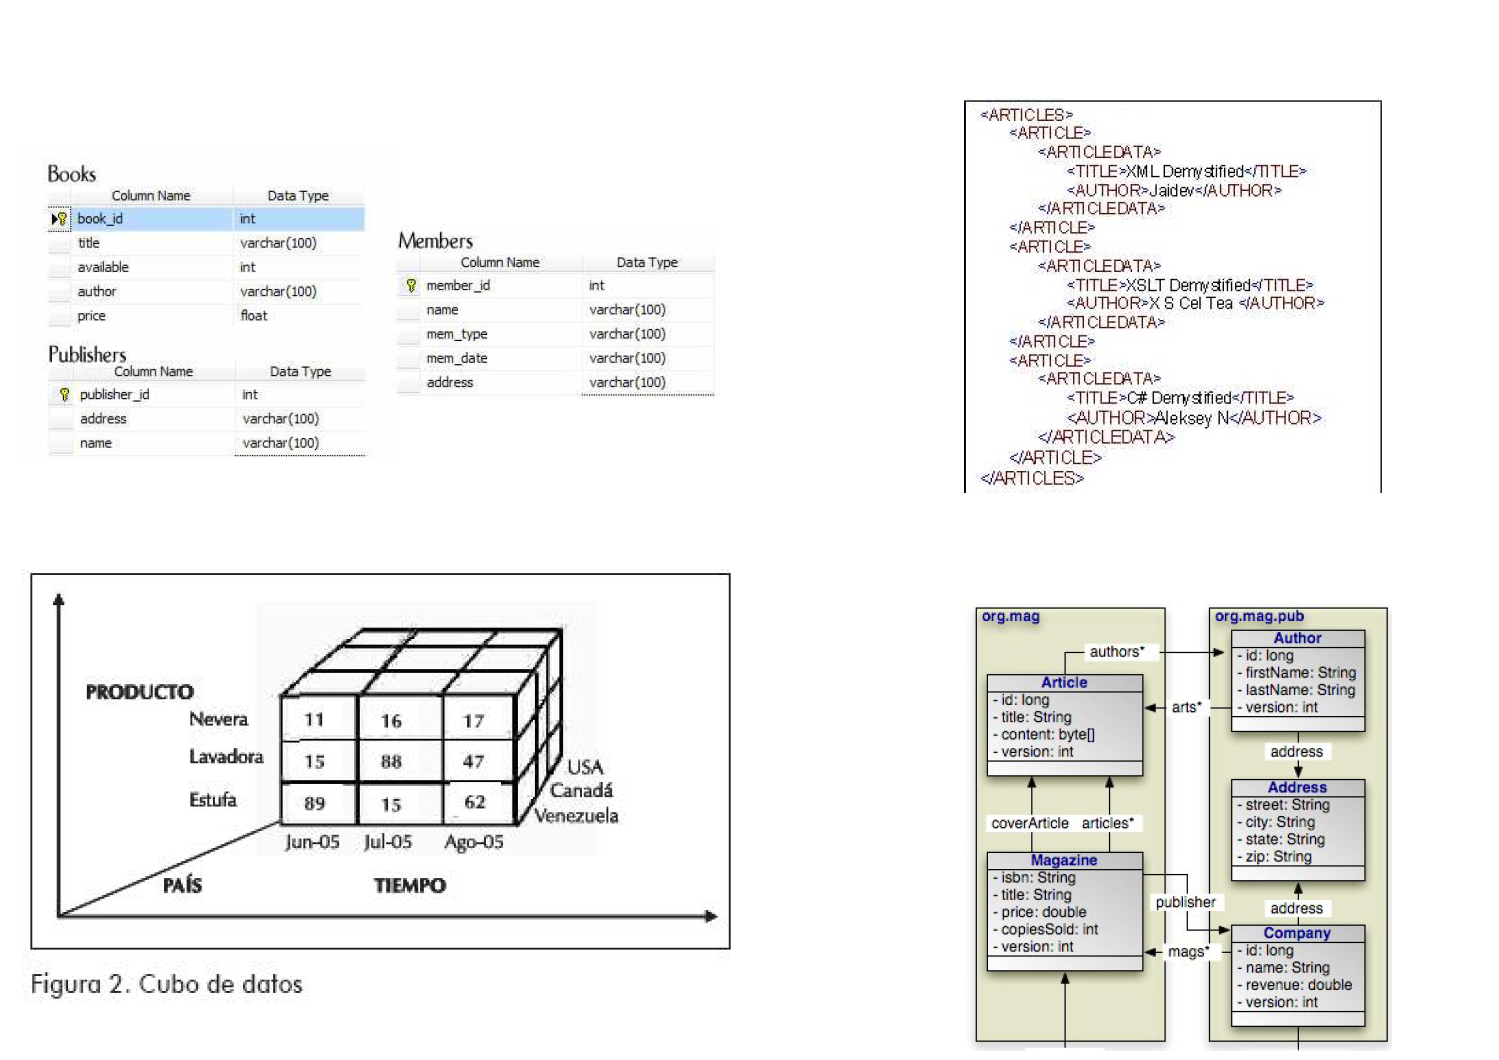 Books
Column Name Data Type
book_id int
title varchar(100)
available int
author varchar(100)
price float
Publishers
Column Name Data Type
publisher_id int
address varchar(100)
name varchar(100)
Members
Column Name Data Type
member_id int
name varchar(100)
mem_type varchar(100)
mem_date varchar(100)
address varchar(100)
<ARTICLES>
<ARTICLE>
<ARTICLEDATA>
<TITLE>XML Demystified</TITLE>
<AUTHOR>Jaidev</AUTHOR>
</ARTICLEDATA>
</ARTICLE>
<ARTICLE>
<ARTICLEDATA>
<TITLE>XSLT Demystified</TITLE>
<AUTHOR>X S Cel Tea </AUTHOR>
</ARTICLEDATA>
</ARTICLE>
<ARTICLE>
<ARTICLEDATA>
<TITLE>C# Demystified</TITLE>
<AUTHOR>Aleksey N</AUTHOR>
</ARTICLEDATA>
</ARTICLE>
</ARTICLES>
PRODUCTO
Nevera 11 16 17
Lavadora 15 88 47
Estufa 89 15 62
USA
Canadá
Venezuela
Jun-05 Jul-05 Ago-05
PAÍS TIEMPO
Figura 2. Cubo de datos
org.mag
authors*
Article
- id: long
- title: String
- content: byte[]
- version: int
arts*
coverArticle articles*
Magazine
- isbn: String
- title: String
- price: double
- copiesSold: int
- version: int
publisher
mags*
org.mag.pub
Author
- id: long
- firstName: String
- lastName: String
- version: int
address
Address
- street: String
- city: String
- state: String
- zip: String
address
Company
- id: long
- name: String
- revenue: double
- version: int